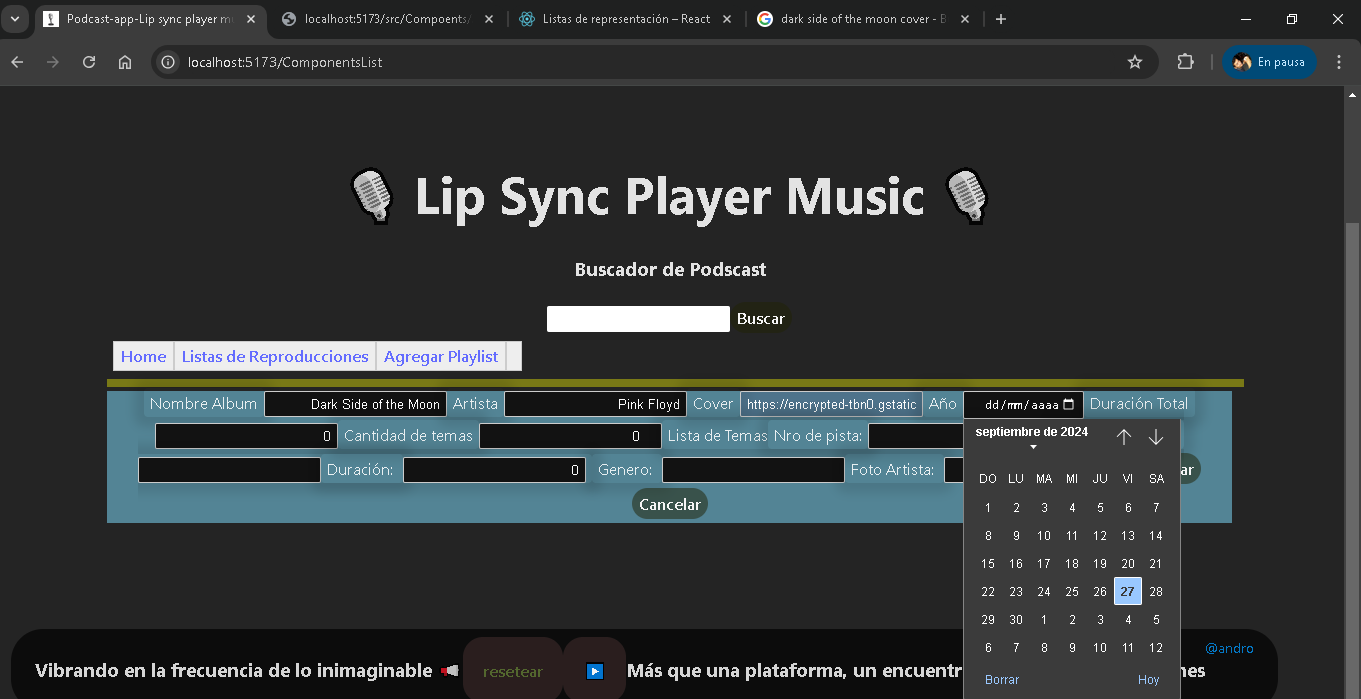 Podcast-app-Lip sync player mu
localhost:5173/src/Compoents/
Listas de representación – React
dark side of the moon cover - B
localhost:5173/ComponentsList
En pausa
Lip Sync Player Music
Buscador de Podscast
Buscar
Home Listas de Reproducciones Agregar Playlist
Nombre Album Dark Side of the Moon Artista Pink Floyd Cover https://encrypted-tbn0.gstatic Año dd/mm/aaaa Duración Total
0 Cantidad de temas 0 Lista de Temas Nro de pista:
Duración: 0 Genero: Foto Artista: ar
Cancelar
septiembre de 2024
DO LU MA MI JU VI SA
1 2 3 4 5 6 7
8 9 10 11 12 13 14
15 16 17 18 19 20 21
22 23 24 25 26 27 28
29 30 1 2 3 4 5
6 7 8 9 10 11 12
Borrar Hoy
@andro
Vibrando en la frecuencia de lo inimaginable resetear Más que una plataforma, un encuentr nes